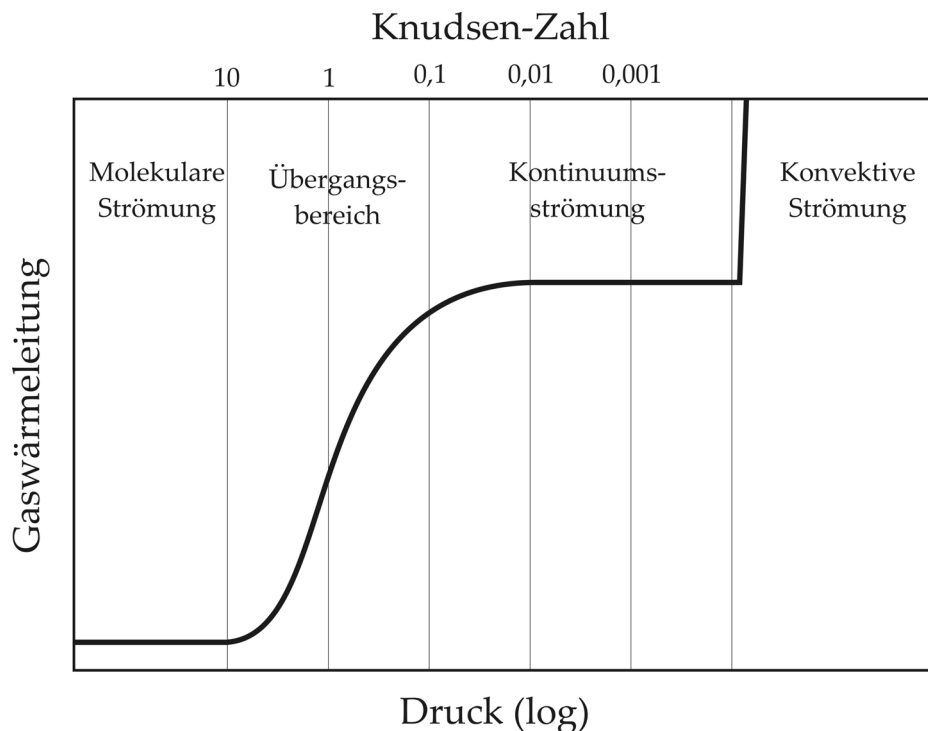 Knudsen-Zahl
10 1 0,1 0,01 0,001
Molekulare
Strömung
Übergangs-
bereich
Kontinuums-
strömung
Konvektive
Strömung
Gaswärmeleitung
Druck (log)